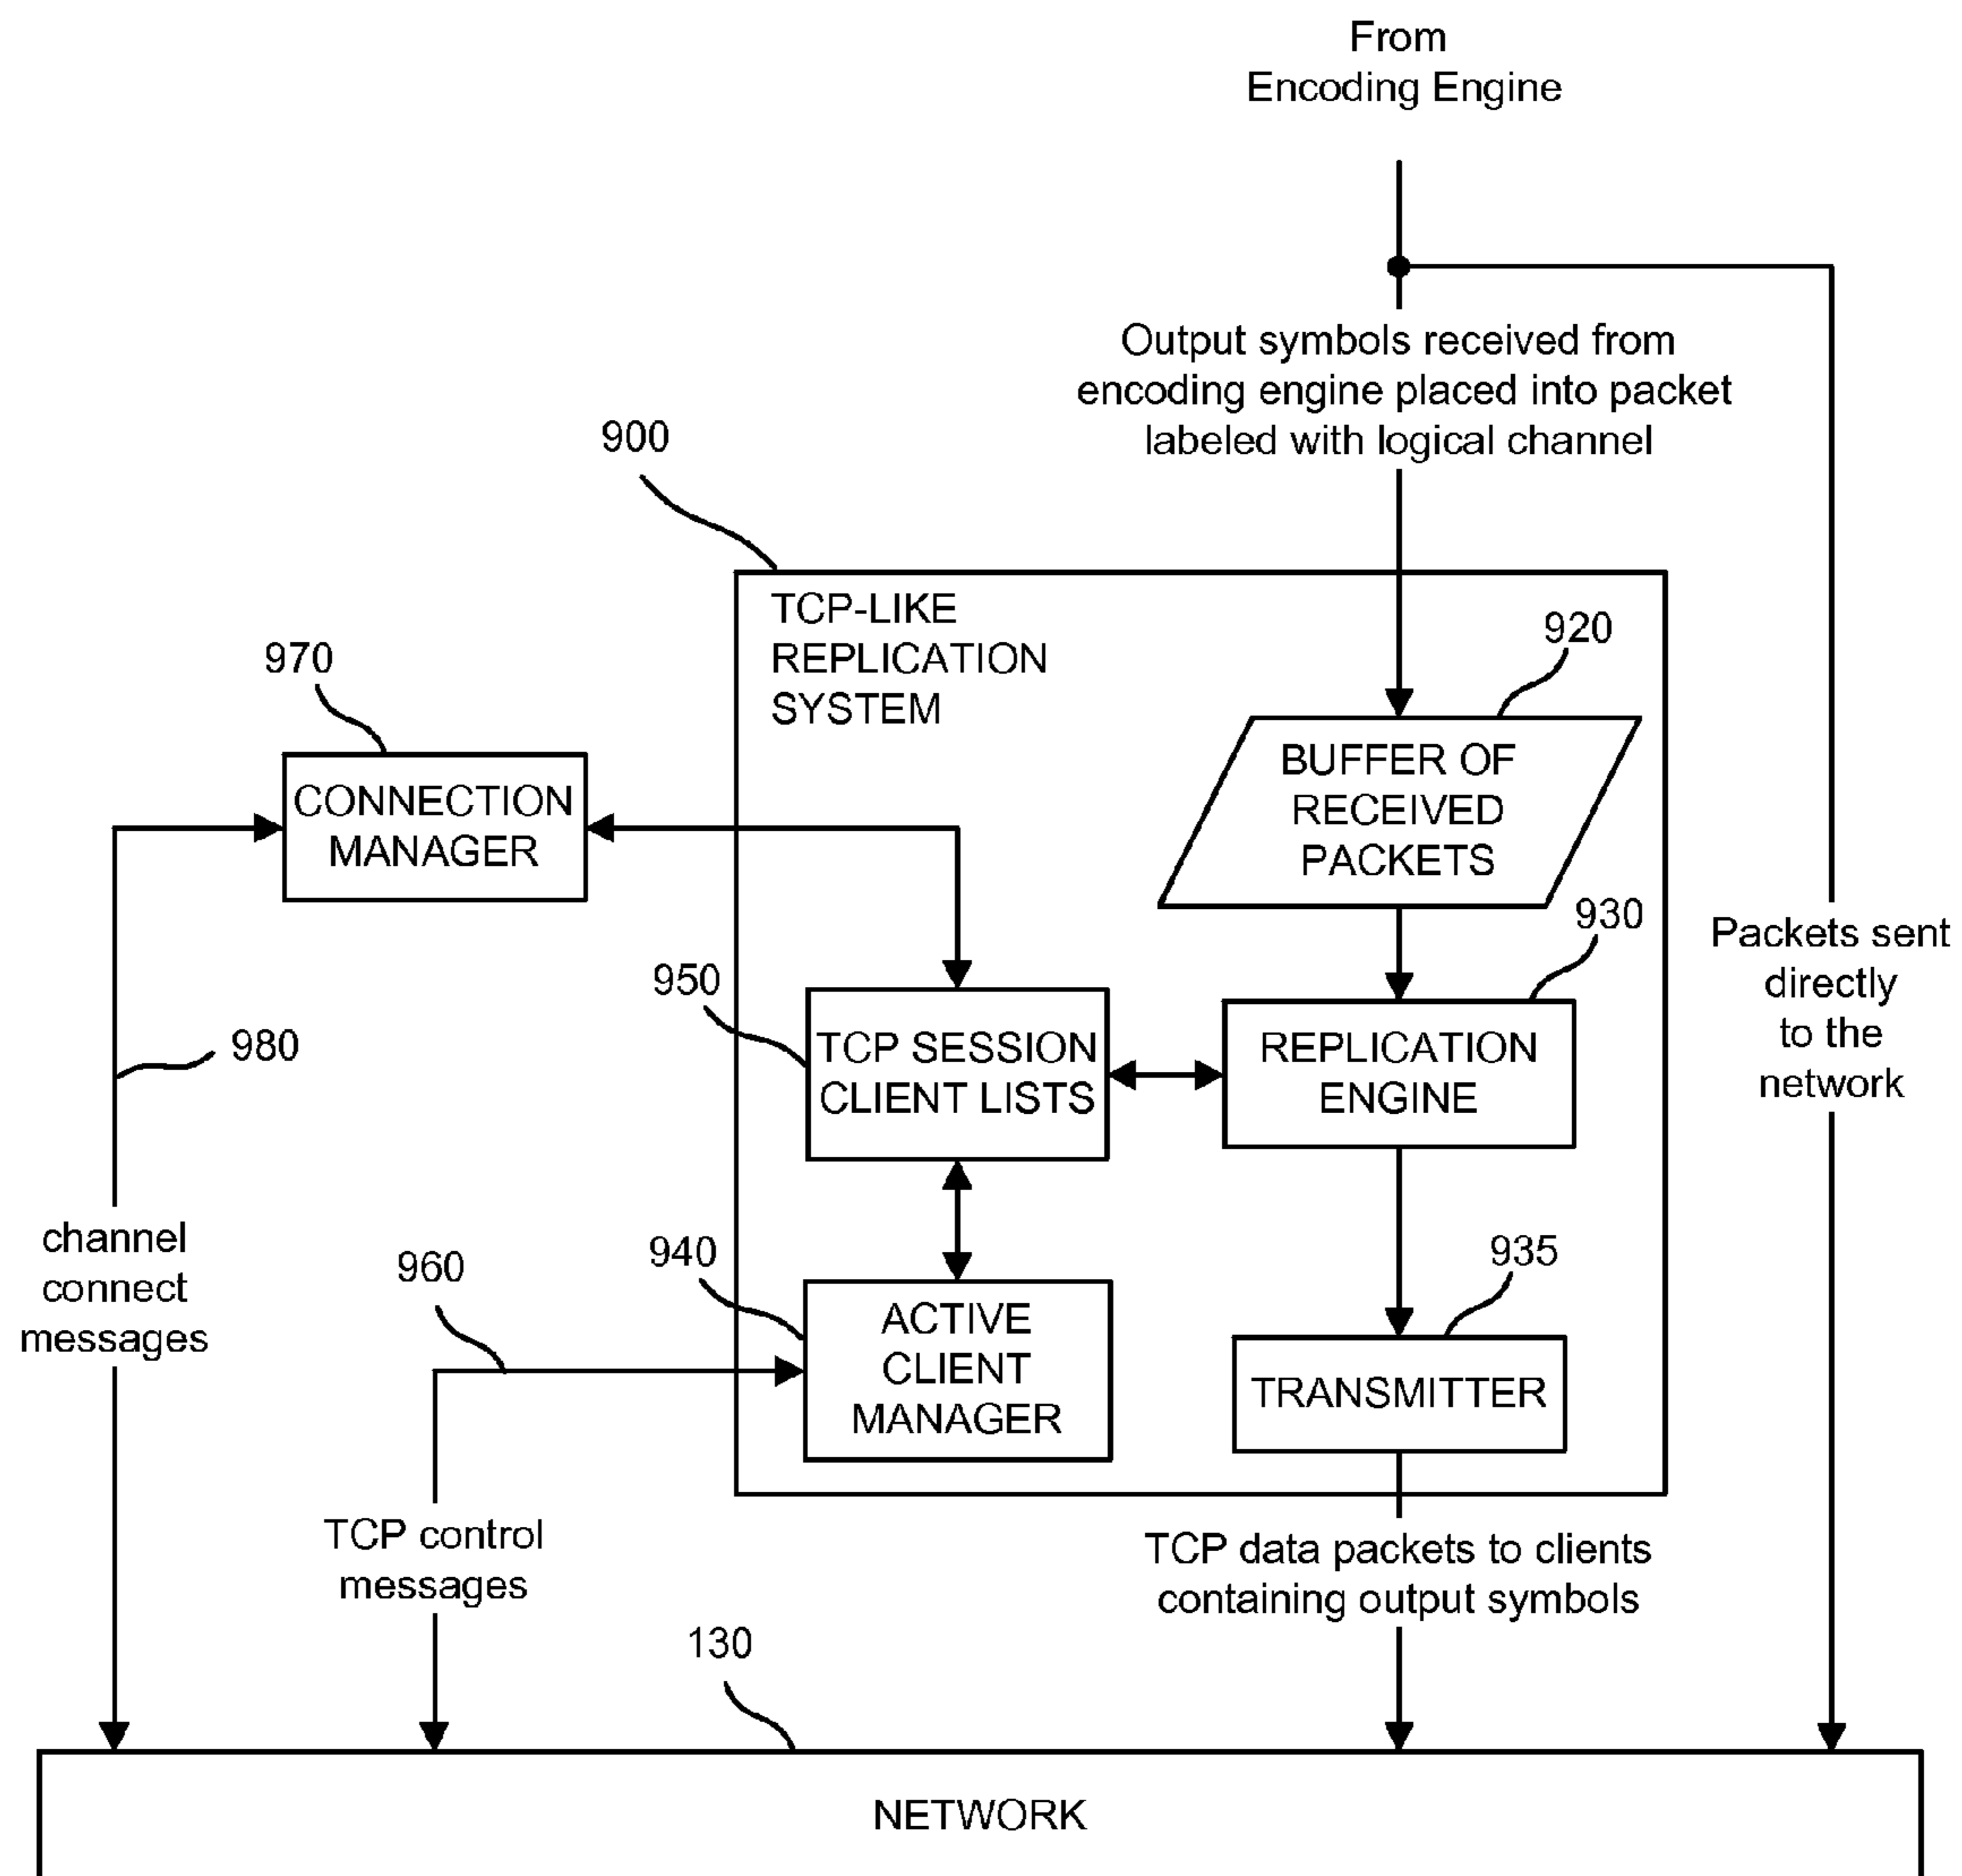 From
Encoding Engine
Output symbols received from
encoding engine placed into packet
labeled with logical channel
900
TCP-LIKE
REPLICATION
SYSTEM
920
970
BUFFER OF
RECEIVED
PACKETS
CONNECTION
MANAGER
930
Packets sent
directly
to the
network
950
980
TCP SESSION
CLIENT LISTS
REPLICATION
ENGINE
channel
connect
messages
960
940
935
ACTIVE
CLIENT
MANAGER
TRANSMITTER
TCP control
messages
TCP data packets to clients
containing output symbols
130
NETWORK